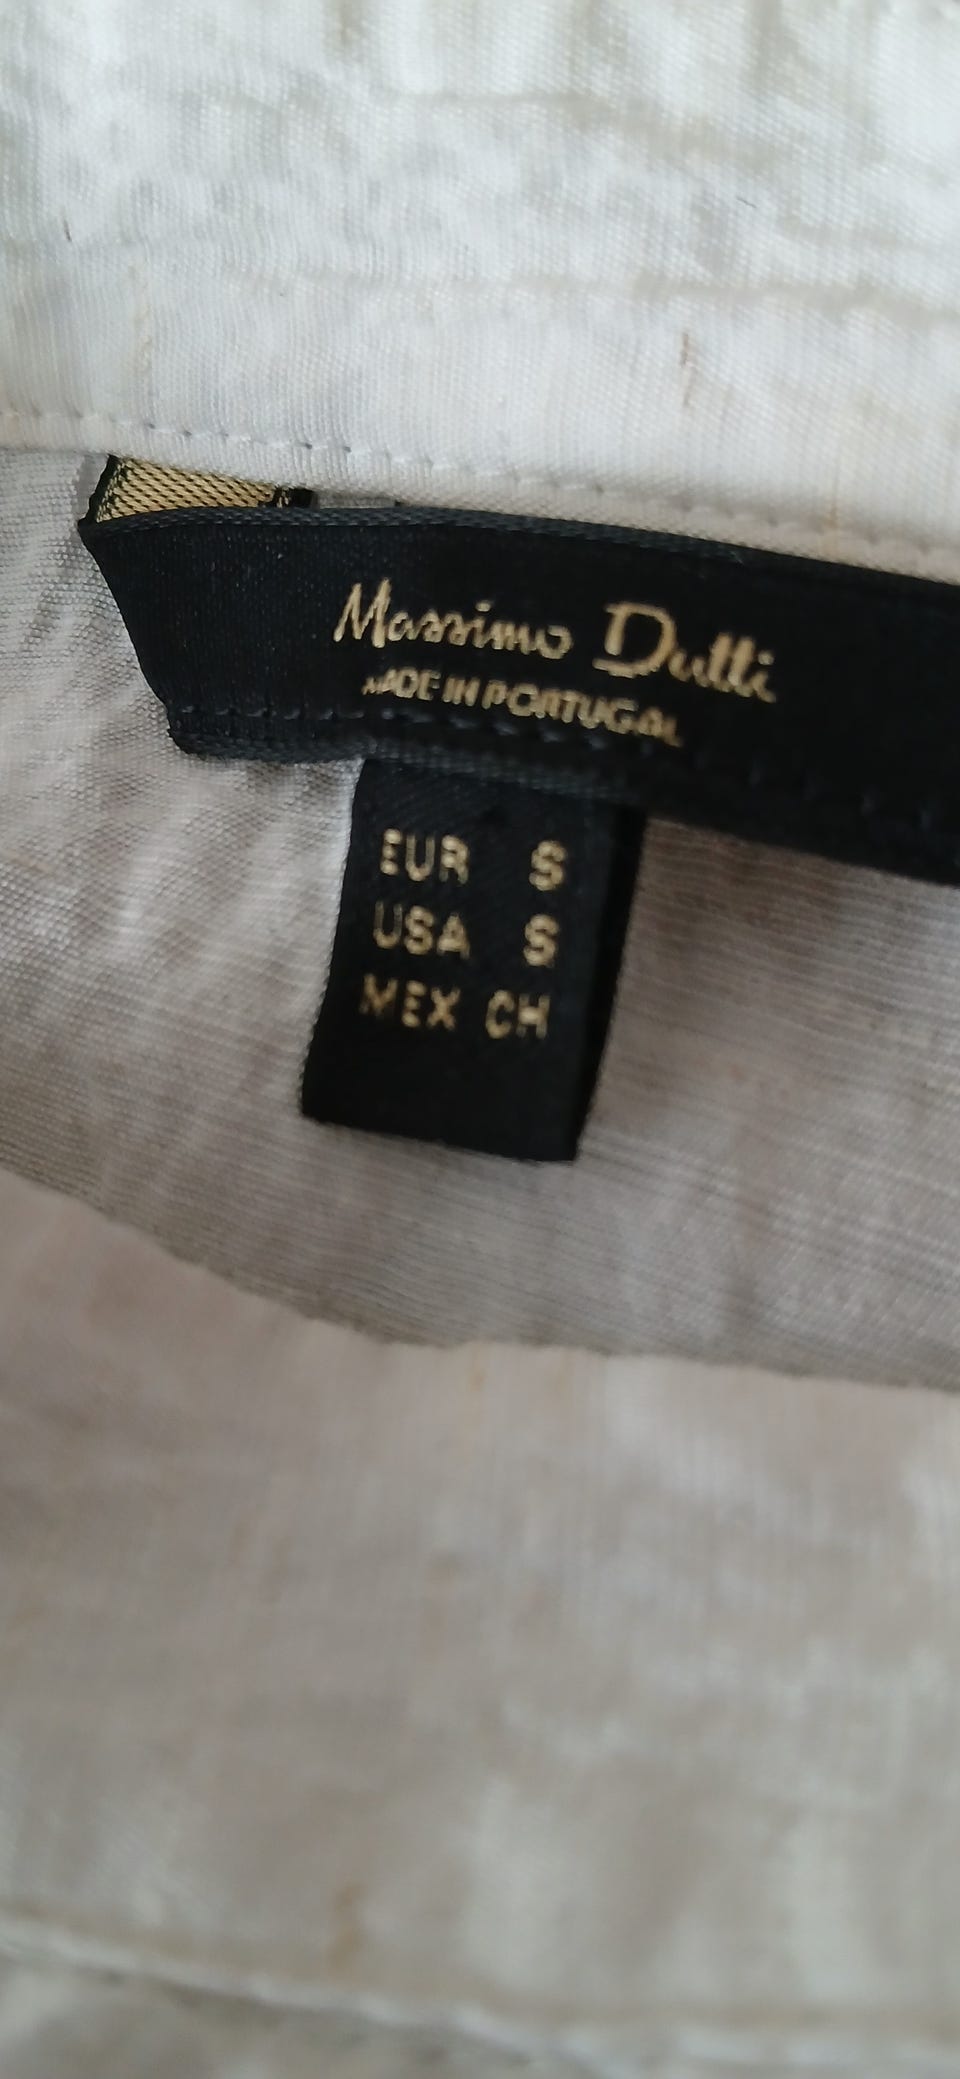 Massimo Dutti
MADE IN PORTUGAL
EUR S
USA S
MEX CH